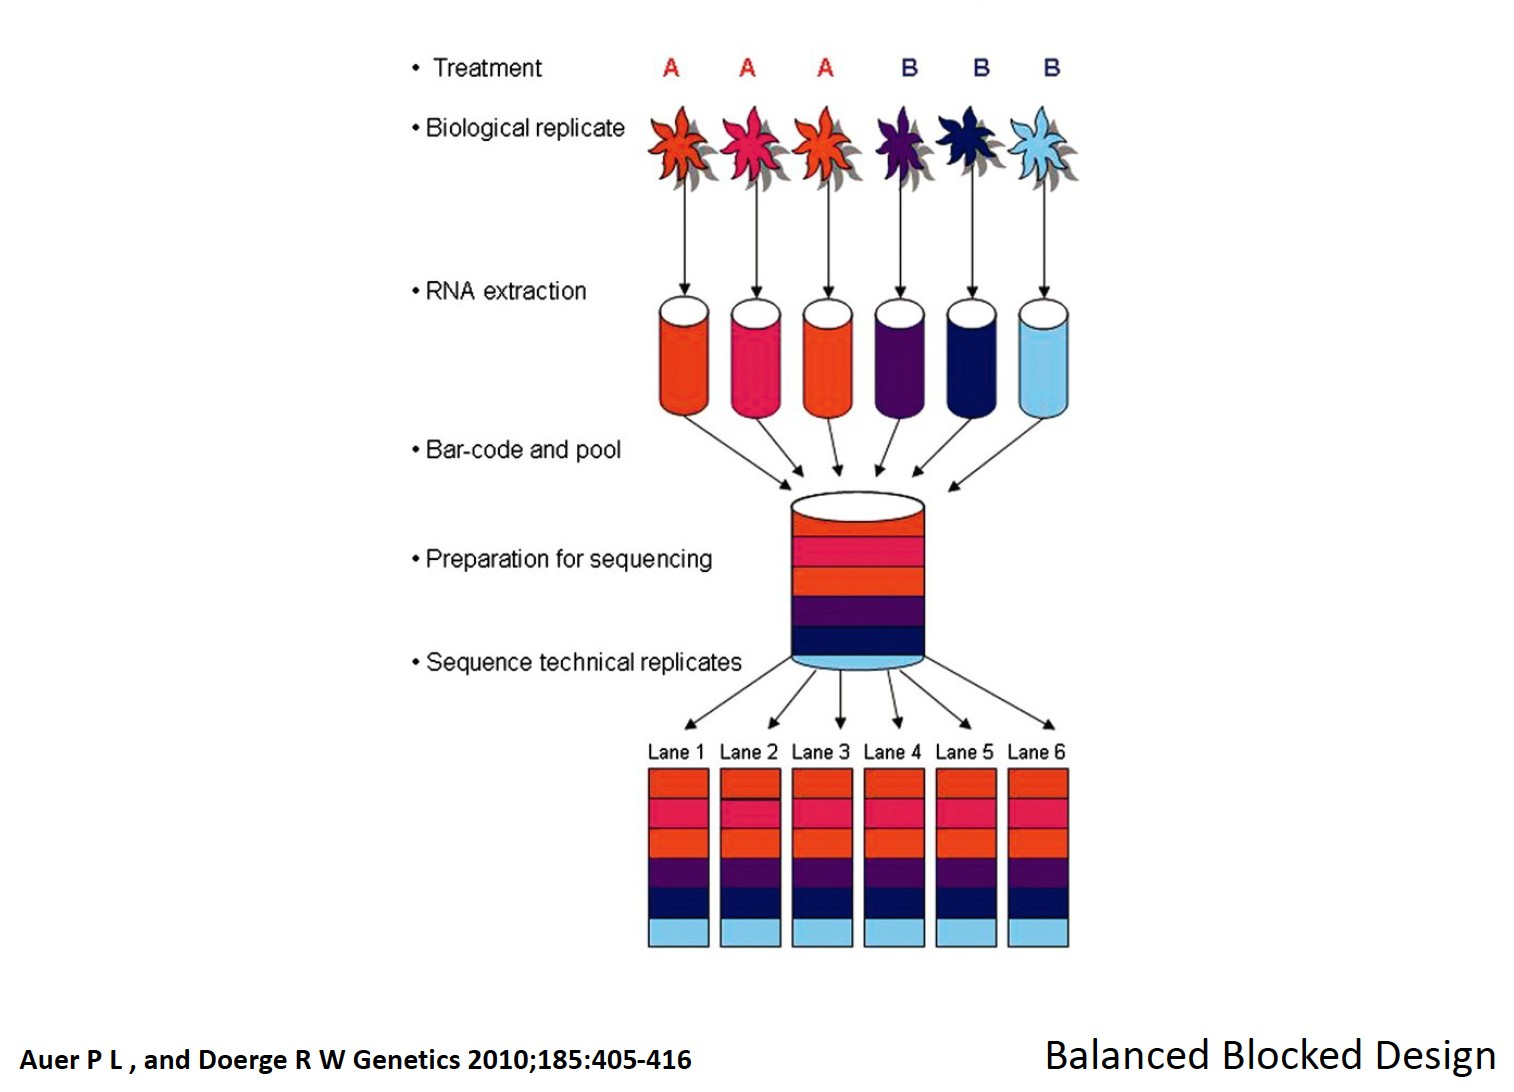 • Treatment A A A B B B
• Biological replicate
• RNA extraction
• Bar-code and pool
• Preparation for sequencing
• Sequence technical replicates
Lane 1 Lane 2 Lane 3 Lane 4 Lane 5 Lane 6
Auer P L , and Doerge R W Genetics 2010;185:405-416
Balanced Blocked Design